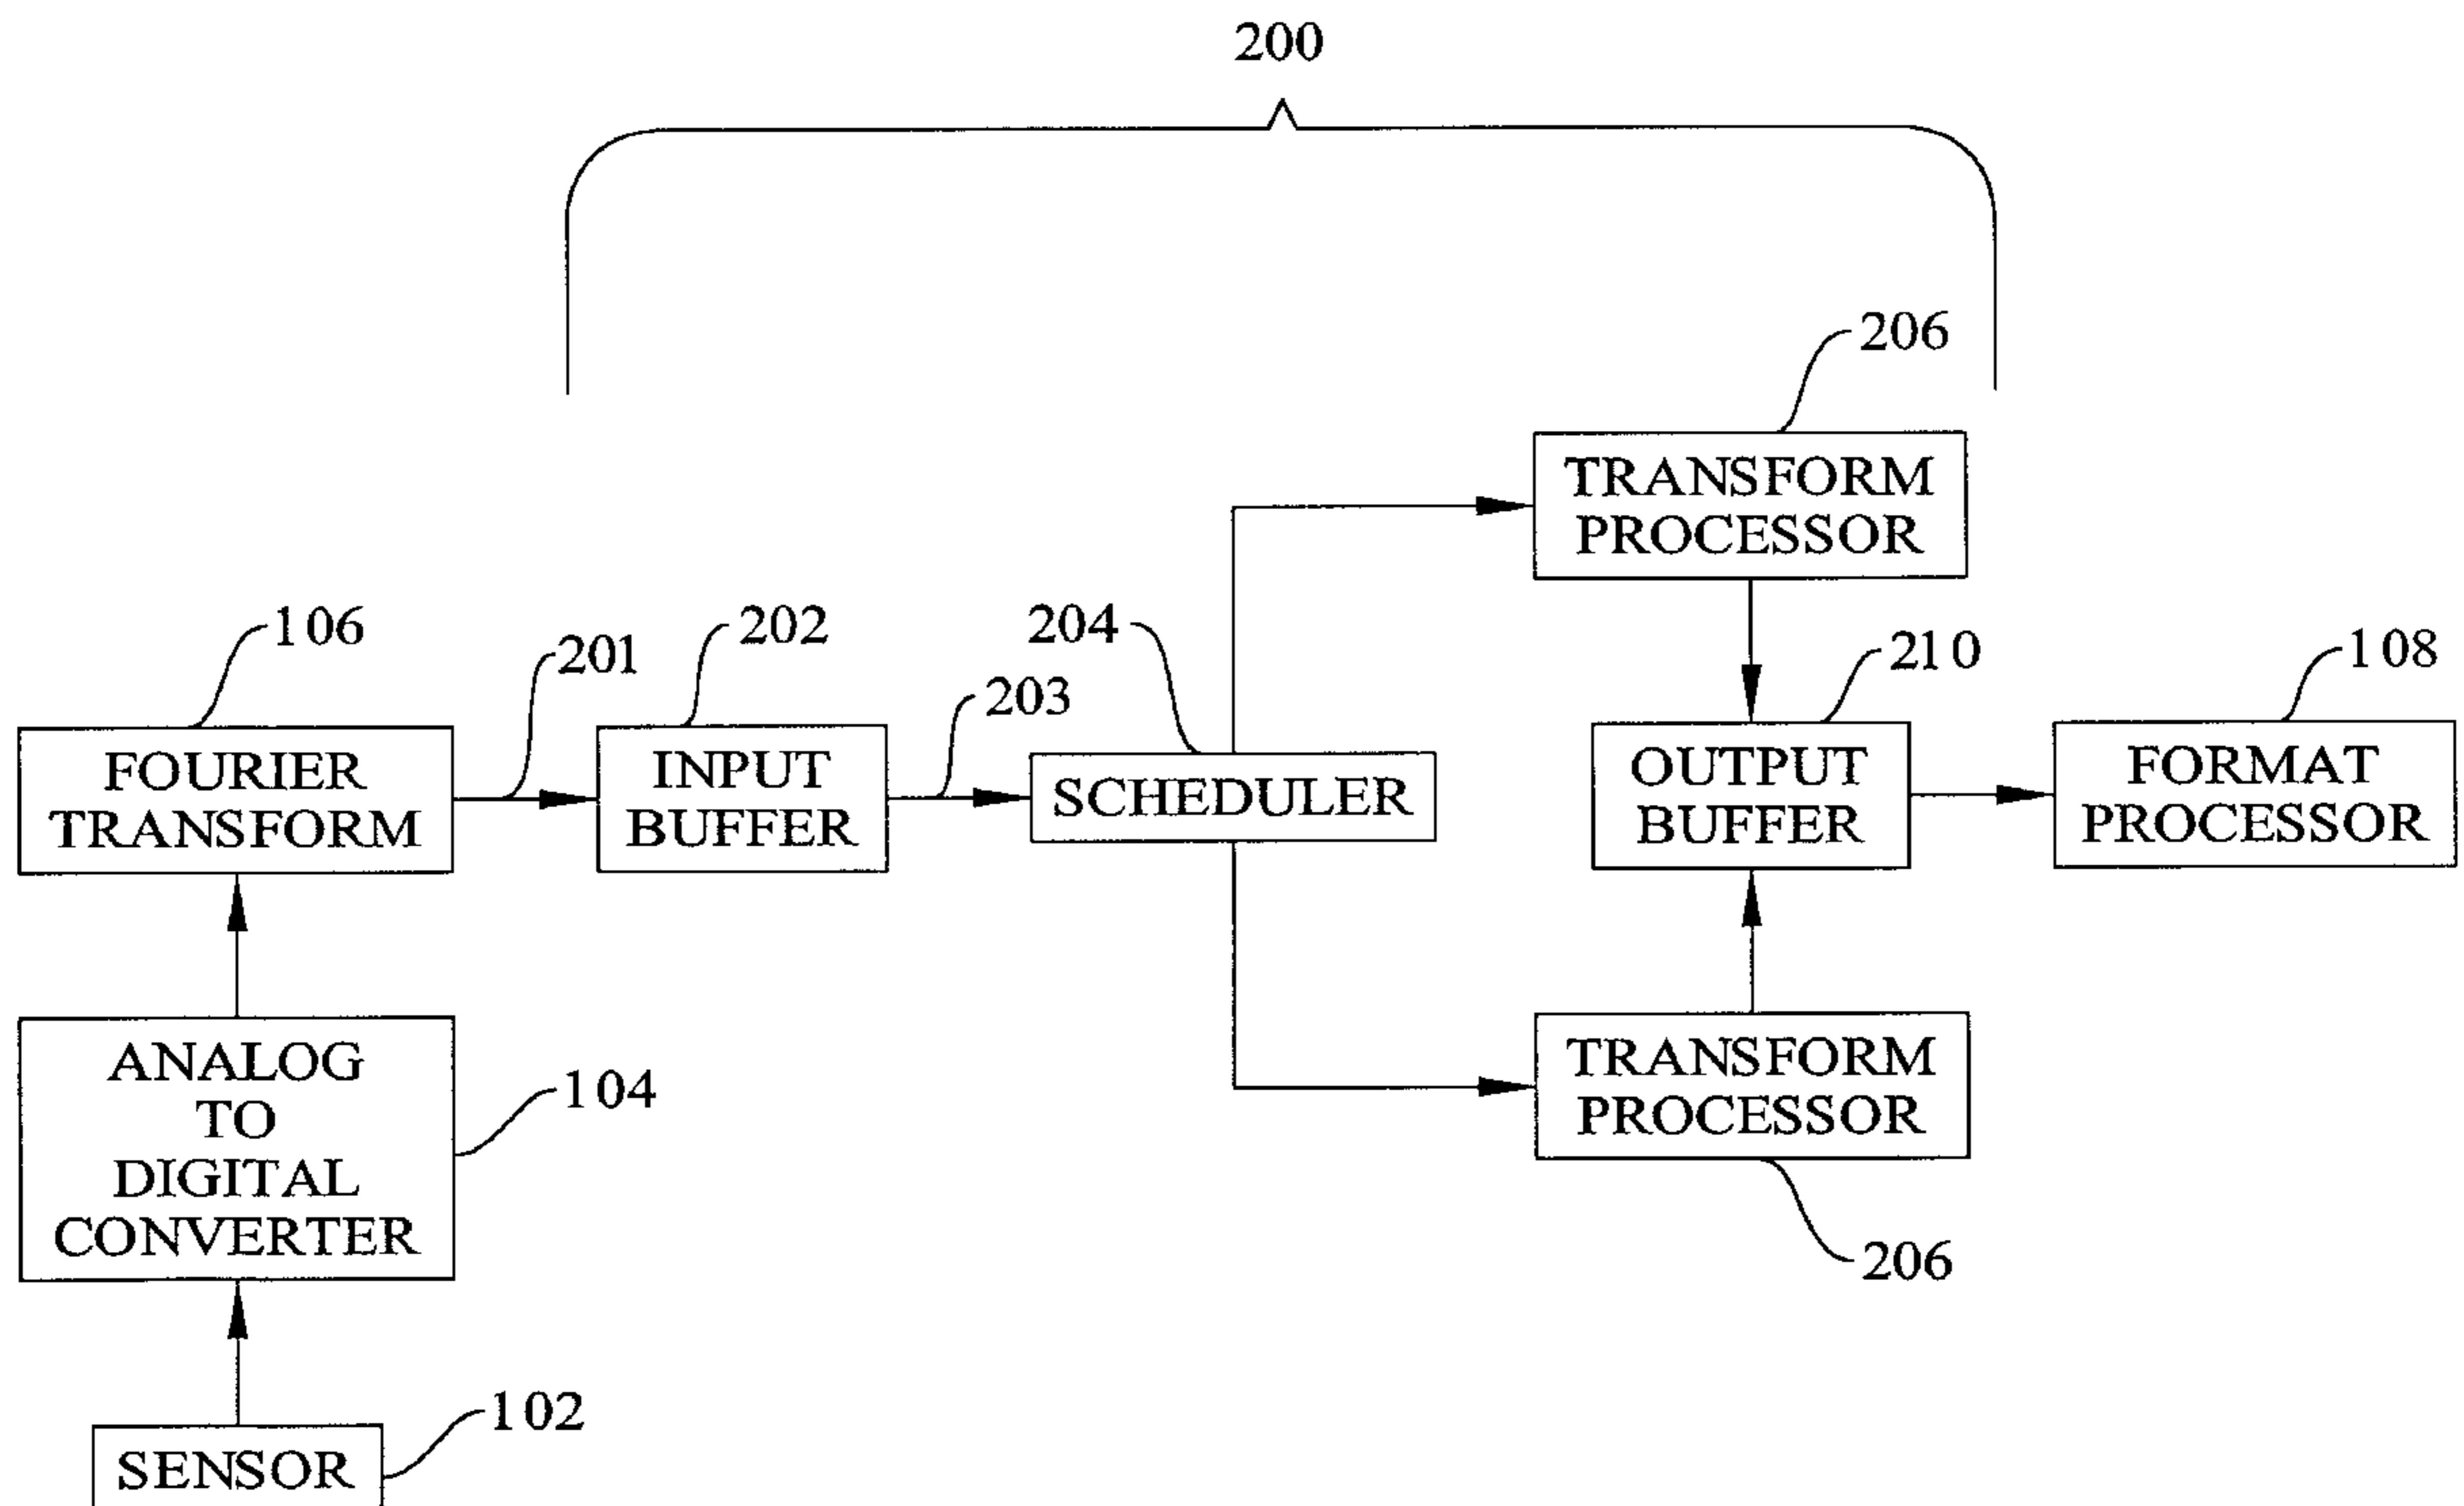 200
206
TRANSFORM
PROCESSOR
106
201
202
203
204
210
108
FOURIER
TRANSFORM
INPUT
BUFFER
SCHEDULER
OUTPUT
BUFFER
FORMAT
PROCESSOR
ANALOG
TO
DIGITAL
CONVERTER
104
TRANSFORM
PROCESSOR
206
102
SENSOR